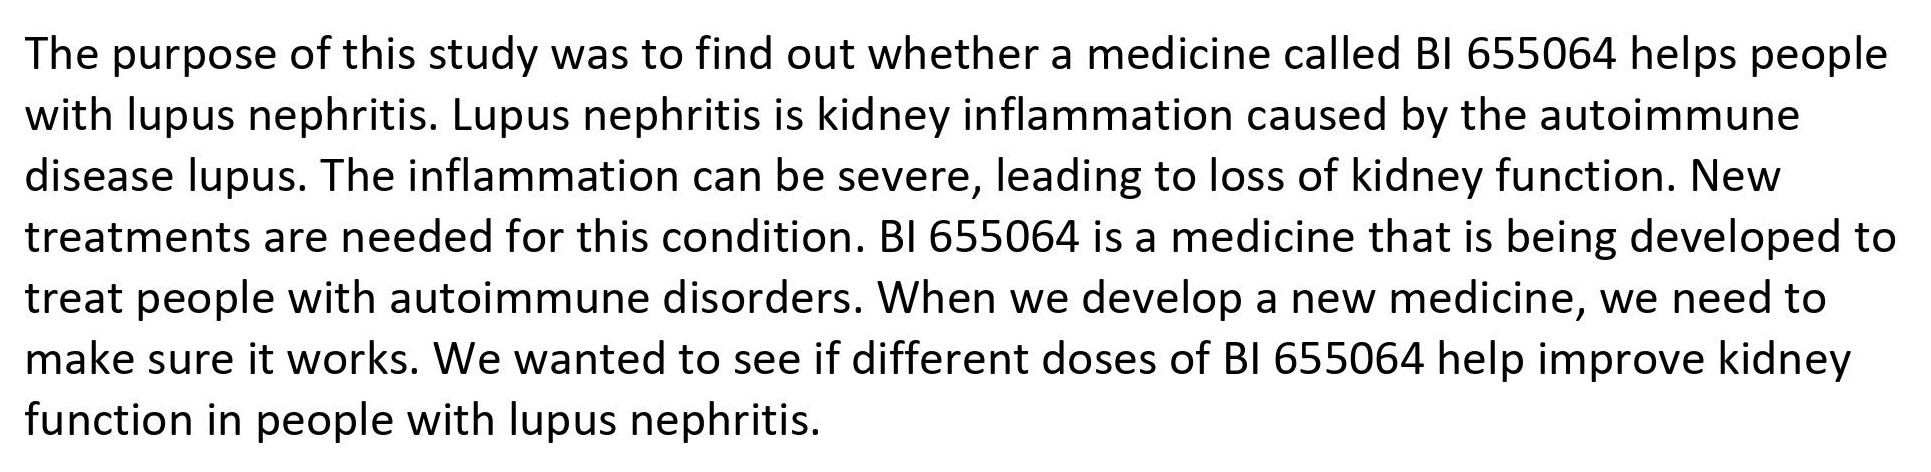 The purpose of this study was to find out whether a medicine called BI 655064 helps people
with lupus nephritis. Lupus nephritis is kidney inflammation caused by the autoimmune
disease lupus. The inflammation can be severe, leading to loss of kidney function. New
treatments are needed for this condition. BI 655064 is a medicine that is being developed to
treat people with autoimmune disorders. When we develop a new medicine, we need to
make sure it works. We wanted to see if different doses of BI 655064 help improve kidney
function in people with lupus nephritis.